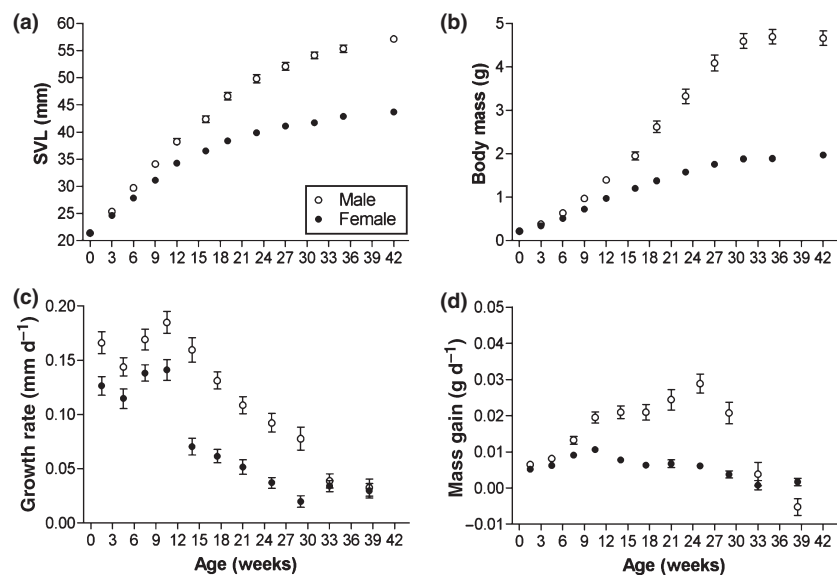 (a)
SVL (mm)
60
55
50
45
40
35
30
25
20
0 3 6 9 12 15 18 21 24 27 30 33 36 39 42
Male
Female
(b)
Body mass (g)
5
4
3
2
1
0
0 3 6 9 12 15 18 21 24 27 30 33 36 39 42
(c)
Growth rate (mm d⁻¹)
0.20
0.15
0.10
0.05
0.00
0 3 6 9 12 15 18 21 24 27 30 33 36 39 42
Age (weeks)
(d)
Mass gain (g d⁻¹)
0.05
0.04
0.03
0.02
0.01
0.00
−0.01
0 3 6 9 12 15 18 21 24 27 30 33 36 39 42
Age (weeks)